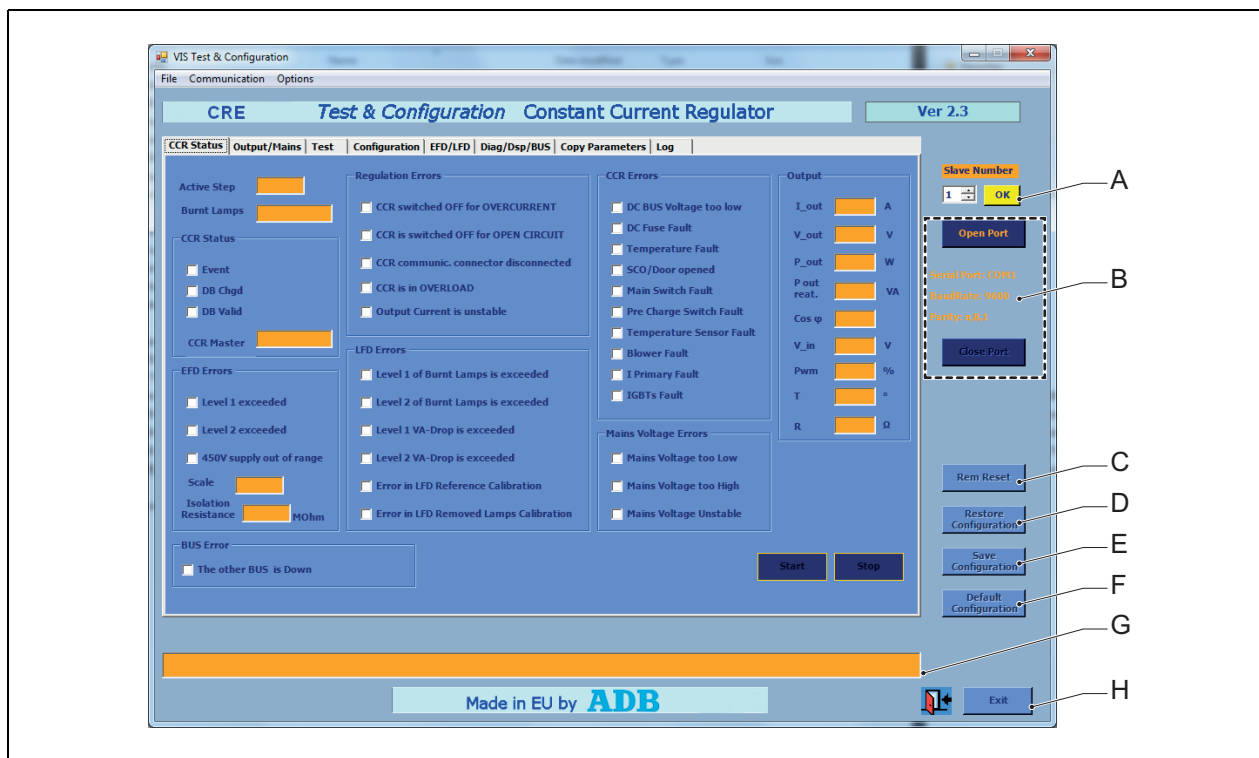 VIS Test & Configuration
File Communication Options
CRE Test & Configuration Constant Current Regulator Ver 2.3
CCR Status Output/Mains Test Configuration EFD/LFD Diag/Dsp/BUS Copy Parameters Log
Active Step
Burnt Lamps
CCR Status
Event
DB Chgd
DB Valid
CCR Master
EFD Errors
Level 1 exceeded
Level 2 exceeded
450V supply out of range
Scale
Isolation
Resistance MOhm
BUS Error
The other BUS is Down
Regulation Errors
CCR switched OFF for OVERCURRENT
CCR is switched OFF for OPEN CIRCUIT
CCR communic. connector disconnected
CCR is in OVERLOAD
Output Current is unstable
LFD Errors
Level 1 of Burnt Lamps is exceeded
Level 2 of Burnt Lamps is exceeded
Level 1 VA-Drop is exceeded
Level 2 VA-Drop is exceeded
Error in LFD Reference Calibration
Error in LFD Removed Lamps Calibration
CCR Errors
DC BUS Voltage too low
DC Fuse Fault
Temperature Fault
SCO/Door opened
Main Switch Fault
Pre Charge Switch Fault
Temperature Sensor Fault
Blower Fault
I Primary Fault
IGBTs Fault
Mains Voltage Errors
Mains Voltage too Low
Mains Voltage too High
Mains Voltage Unstable
Output
I_out A
V_out V
P_out W
P out
reat. VA
Cos φ
V_in V
Pwm %
T °
R Ω
Start Stop
Slave Number
1 OK
Open Port
Serial Port: COM1
BaudRate: 9600
Parity: n,8,1
Close Port
Rem Reset
Restore
Configuration
Save
Configuration
Default
Configuration
Made in EU by ADB
Exit
A
B
C
D
E
F
G
H